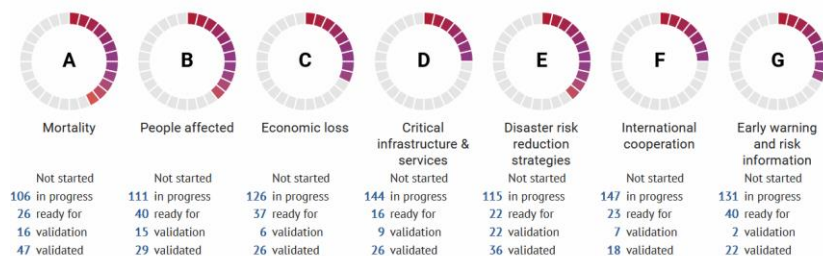 A
B
C
D
E
F
G
Mortality
People affected
Economic loss
Critical
infrastructure &
services
Disaster risk
reduction
strategies
International
cooperation
Early warning
and risk
information
Not started
106 in progress
26 ready for
16 validation
47 validated
Not started
111 in progress
40 ready for
15 validation
29 validated
Not started
126 in progress
37 ready for
6 validation
26 validated
Not started
144 in progress
16 ready for
9 validation
26 validated
Not started
115 in progress
22 ready for
22 validation
36 validated
Not started
147 in progress
23 ready for
7 validation
18 validated
Not started
131 in progress
40 ready for
2 validation
22 validated